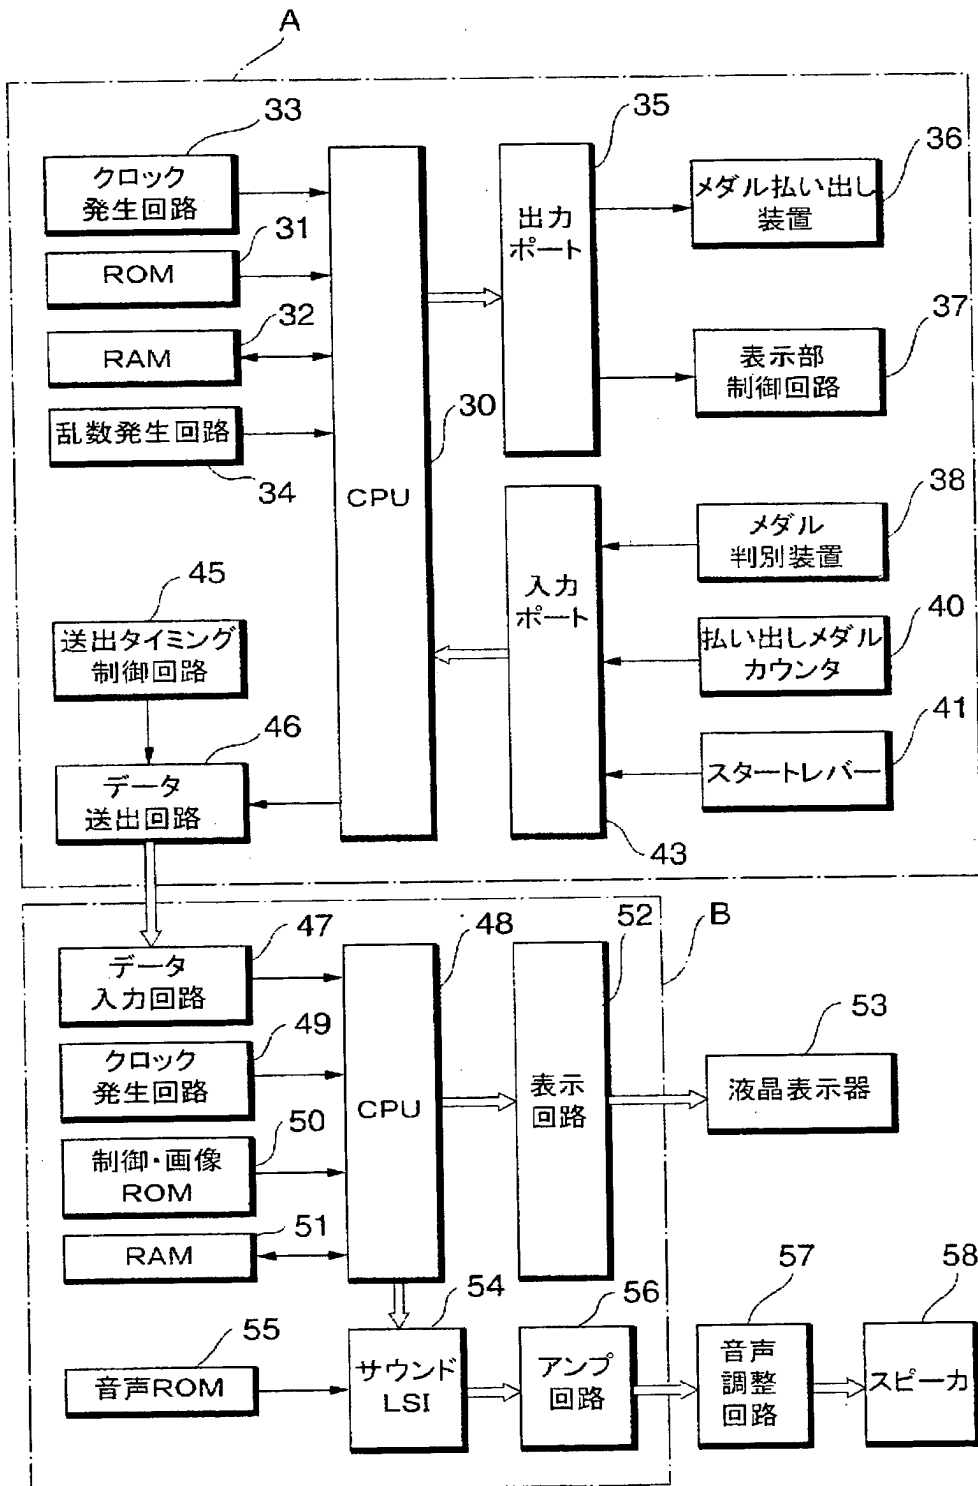 A
33
クロック
発生回路
31
ROM
32
RAM
乱数発生回路
34
CPU
30
35
出力
ポート
36
メダル払い出し
装置
37
表示部
制御回路
38
メダル
判別装置
入力
ポート
40
払い出しメダル
カウンタ
41
スタートレバー
43
45
送出タイミング
制御回路
46
データ
送出回路
B
47
データ
入力回路
48
CPU
49
クロック
発生回路
50
制御・画像
ROM
51
RAM
52
表示
回路
53
液晶表示器
54
サウンド
LSI
55
音声ROM
56
アンプ
回路
57
音声
調整
回路
58
スピーカ